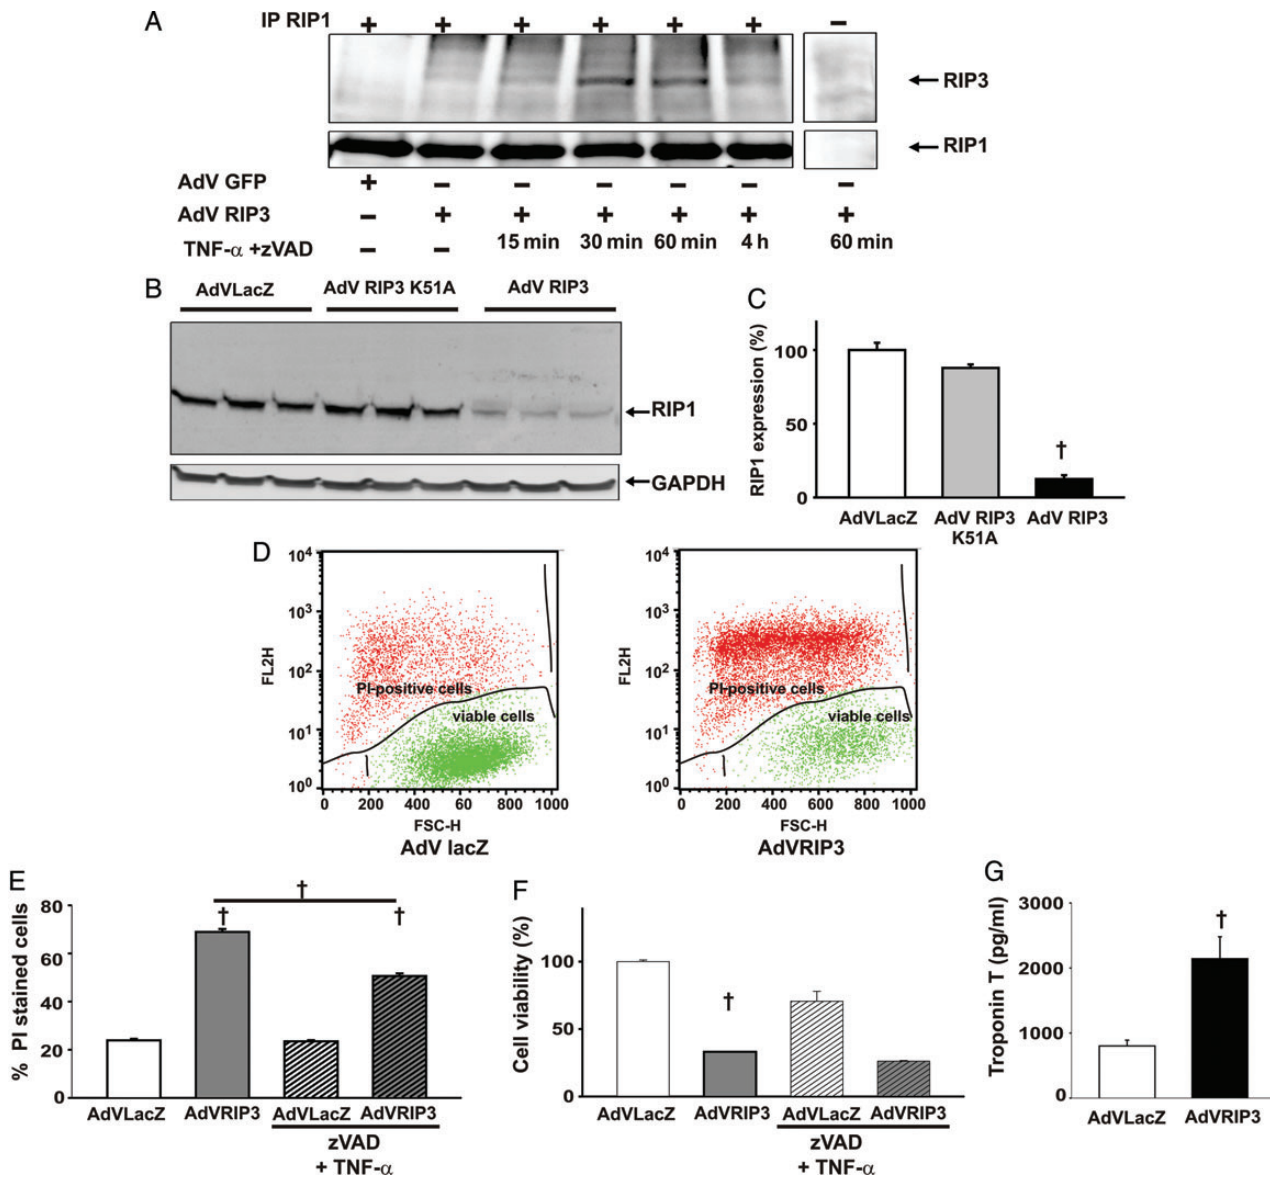 A
IP RIP1 + + + + + + −
RIP3
RIP1
AdV GFP + − − − − − −
AdV RIP3 − + + + + + +
TNF-α +zVAD − − 15 min 30 min 60 min 4 h 60 min
B
AdVLacZ AdV RIP3 K51A AdV RIP3
RIP1
GAPDH
C
RIP1 expression (%)
100
50
0
†
AdVLacZ AdV RIP3 AdV RIP3
K51A
D
FL2H
10⁴
10³
10²
10¹
10⁰
PI-positive cells
viable cells
0 200 400 60 800 1000
FSC-H
AdV lacZ
FL2H
10⁴
10³
10²
10¹
10⁰
PI-positive cells
viable cells
0 200 400 600 800 1000
FSC-H
AdVRIP3
E
% PI stained cells
80
60
40
20
0
† † †
AdVLacZ AdVRIP3 AdVLacZ AdVRIP3
zVAD
+ TNF-α
F
Cell viability (%)
100
50
0
†
AdVLacZ AdVRIP3 AdVLacZ AdVRIP3
zVAD
+ TNF-α
G
Troponin T (pg/ml)
3000
2000
1000
0
†
AdVLacZ AdVRIP3